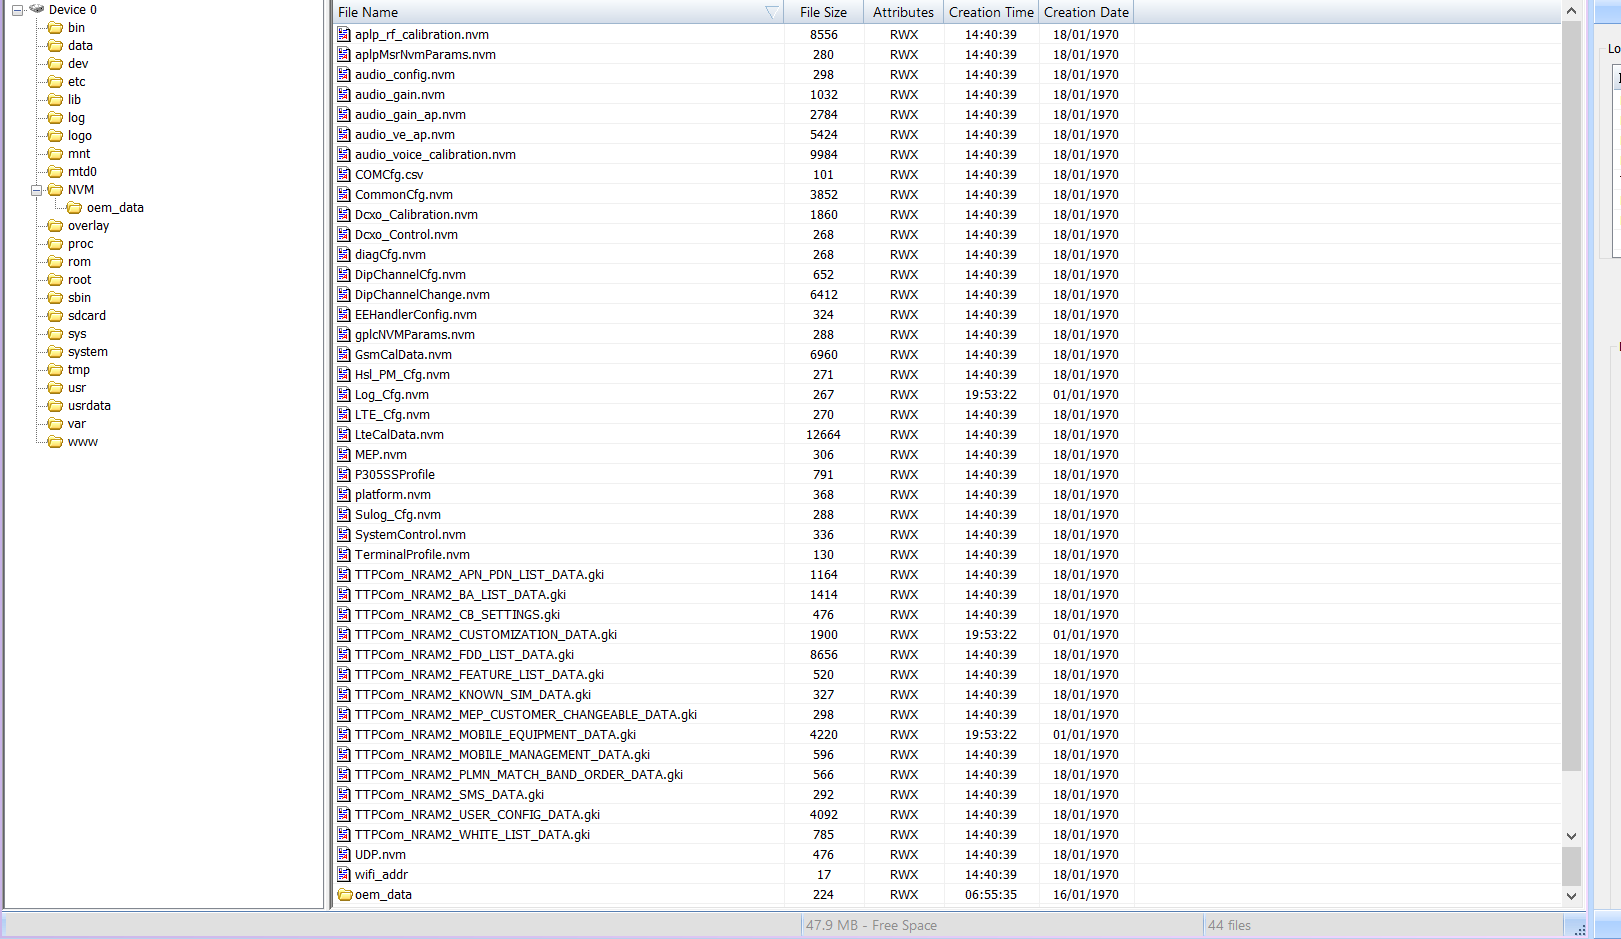 Device 0
bin
data
dev
etc
lib
log
logo
mnt
mtd0
NVM
oem_data
overlay
proc
rom
root
sbin
sdcard
sys
system
tmp
usr
usrdata
var
www
File Name File Size Attributes Creation Time Creation Date
aplp_rf_calibration.nvm 8556 RWX 14:40:39 18/01/1970
aplpMsrNvmParams.nvm 280 RWX 14:40:39 18/01/1970
audio_config.nvm 298 RWX 14:40:39 18/01/1970
audio_gain.nvm 1032 RWX 14:40:39 18/01/1970
audio_gain_ap.nvm 2784 RWX 14:40:39 18/01/1970
audio_ve_ap.nvm 5424 RWX 14:40:39 18/01/1970
audio_voice_calibration.nvm 9984 RWX 14:40:39 18/01/1970
COMCfg.csv 101 RWX 14:40:39 18/01/1970
CommonCfg.nvm 3852 RWX 14:40:39 18/01/1970
Dcxo_Calibration.nvm 1860 RWX 14:40:39 18/01/1970
Dcxo_Control.nvm 268 RWX 14:40:39 18/01/1970
diagCfg.nvm 268 RWX 14:40:39 18/01/1970
DipChannelCfg.nvm 652 RWX 14:40:39 18/01/1970
DipChannelChange.nvm 6412 RWX 14:40:39 18/01/1970
EEHandlerConfig.nvm 324 RWX 14:40:39 18/01/1970
gplcNVMParams.nvm 288 RWX 14:40:39 18/01/1970
GsmCalData.nvm 6960 RWX 14:40:39 18/01/1970
Hsl_PM_Cfg.nvm 271 RWX 14:40:39 18/01/1970
Log_Cfg.nvm 267 RWX 19:53:22 01/01/1970
LTE_Cfg.nvm 270 RWX 14:40:39 18/01/1970
LteCalData.nvm 12664 RWX 14:40:39 18/01/1970
MEP.nvm 306 RWX 14:40:39 18/01/1970
P305SSProfile 791 RWX 14:40:39 18/01/1970
platform.nvm 368 RWX 14:40:39 18/01/1970
Sulog_Cfg.nvm 288 RWX 14:40:39 18/01/1970
SystemControl.nvm 336 RWX 14:40:39 18/01/1970
TerminalProfile.nvm 130 RWX 14:40:39 18/01/1970
TTPCom_NRAM2_APN_PDN_LIST_DATA.gki 1164 RWX 14:40:39 18/01/1970
TTPCom_NRAM2_BA_LIST_DATA.gki 1414 RWX 14:40:39 18/01/1970
TTPCom_NRAM2_CB_SETTINGS.gki 476 RWX 14:40:39 18/01/1970
TTPCom_NRAM2_CUSTOMIZATION_DATA.gki 1900 RWX 19:53:22 01/01/1970
TTPCom_NRAM2_FDD_LIST_DATA.gki 8656 RWX 14:40:39 18/01/1970
TTPCom_NRAM2_FEATURE_LIST_DATA.gki 520 RWX 14:40:39 18/01/1970
TTPCom_NRAM2_KNOWN_SIM_DATA.gki 327 RWX 14:40:39 18/01/1970
TTPCom_NRAM2_MEP_CUSTOMER_CHANGEABLE_DATA.gki 298 RWX 14:40:39 18/01/1970
TTPCom_NRAM2_MOBILE_EQUIPMENT_DATA.gki 4220 RWX 19:53:22 01/01/1970
TTPCom_NRAM2_MOBILE_MANAGEMENT_DATA.gki 596 RWX 14:40:39 18/01/1970
TTPCom_NRAM2_PLMN_MATCH_BAND_ORDER_DATA.gki 566 RWX 14:40:39 18/01/1970
TTPCom_NRAM2_SMS_DATA.gki 292 RWX 14:40:39 18/01/1970
TTPCom_NRAM2_USER_CONFIG_DATA.gki 4092 RWX 14:40:39 18/01/1970
TTPCom_NRAM2_WHITE_LIST_DATA.gki 785 RWX 14:40:39 18/01/1970
UDP.nvm 476 RWX 14:40:39 18/01/1970
wifi_addr 17 RWX 14:40:39 18/01/1970
oem_data 224 RWX 06:55:35 16/01/1970
47.9 MB - Free Space 44 files
Lo